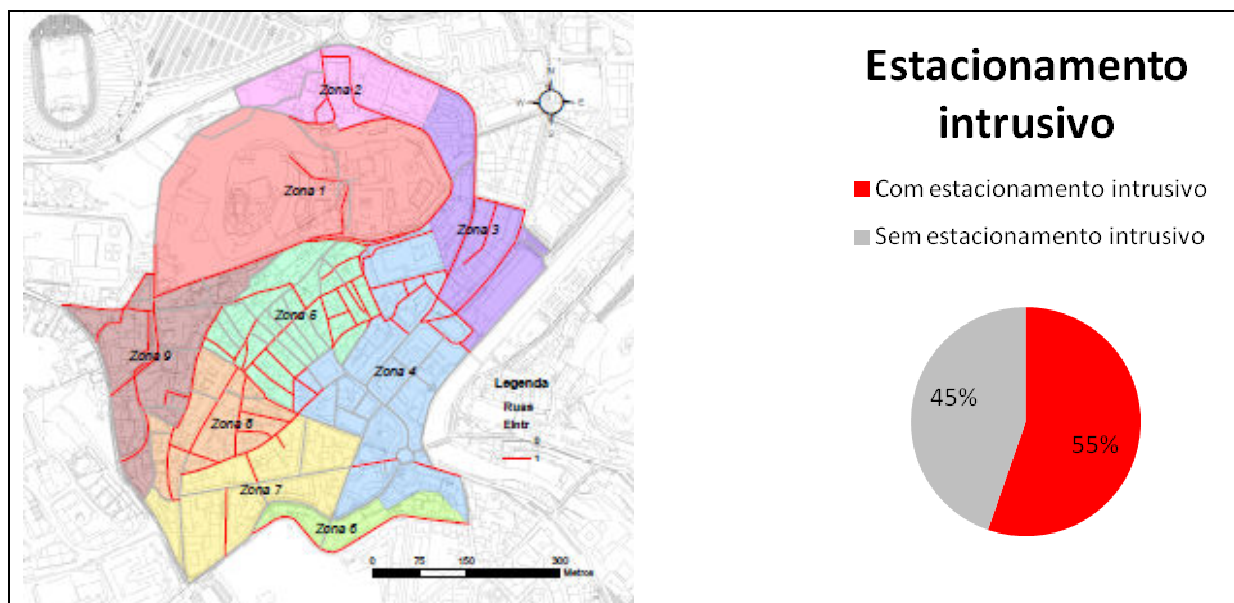 Zona 2
N
W E
S
Zona 1
Zona 3
Zona 5
Zona 9
Zona 4
Zona 8
Zona 7
Zona 6
Legenda
Ruas
EIntr
0
1
0 75 150 300
Metros
Estacionamento
intrusivo
Com estacionamento intrusivo
Sem estacionamento intrusivo
45%
55%